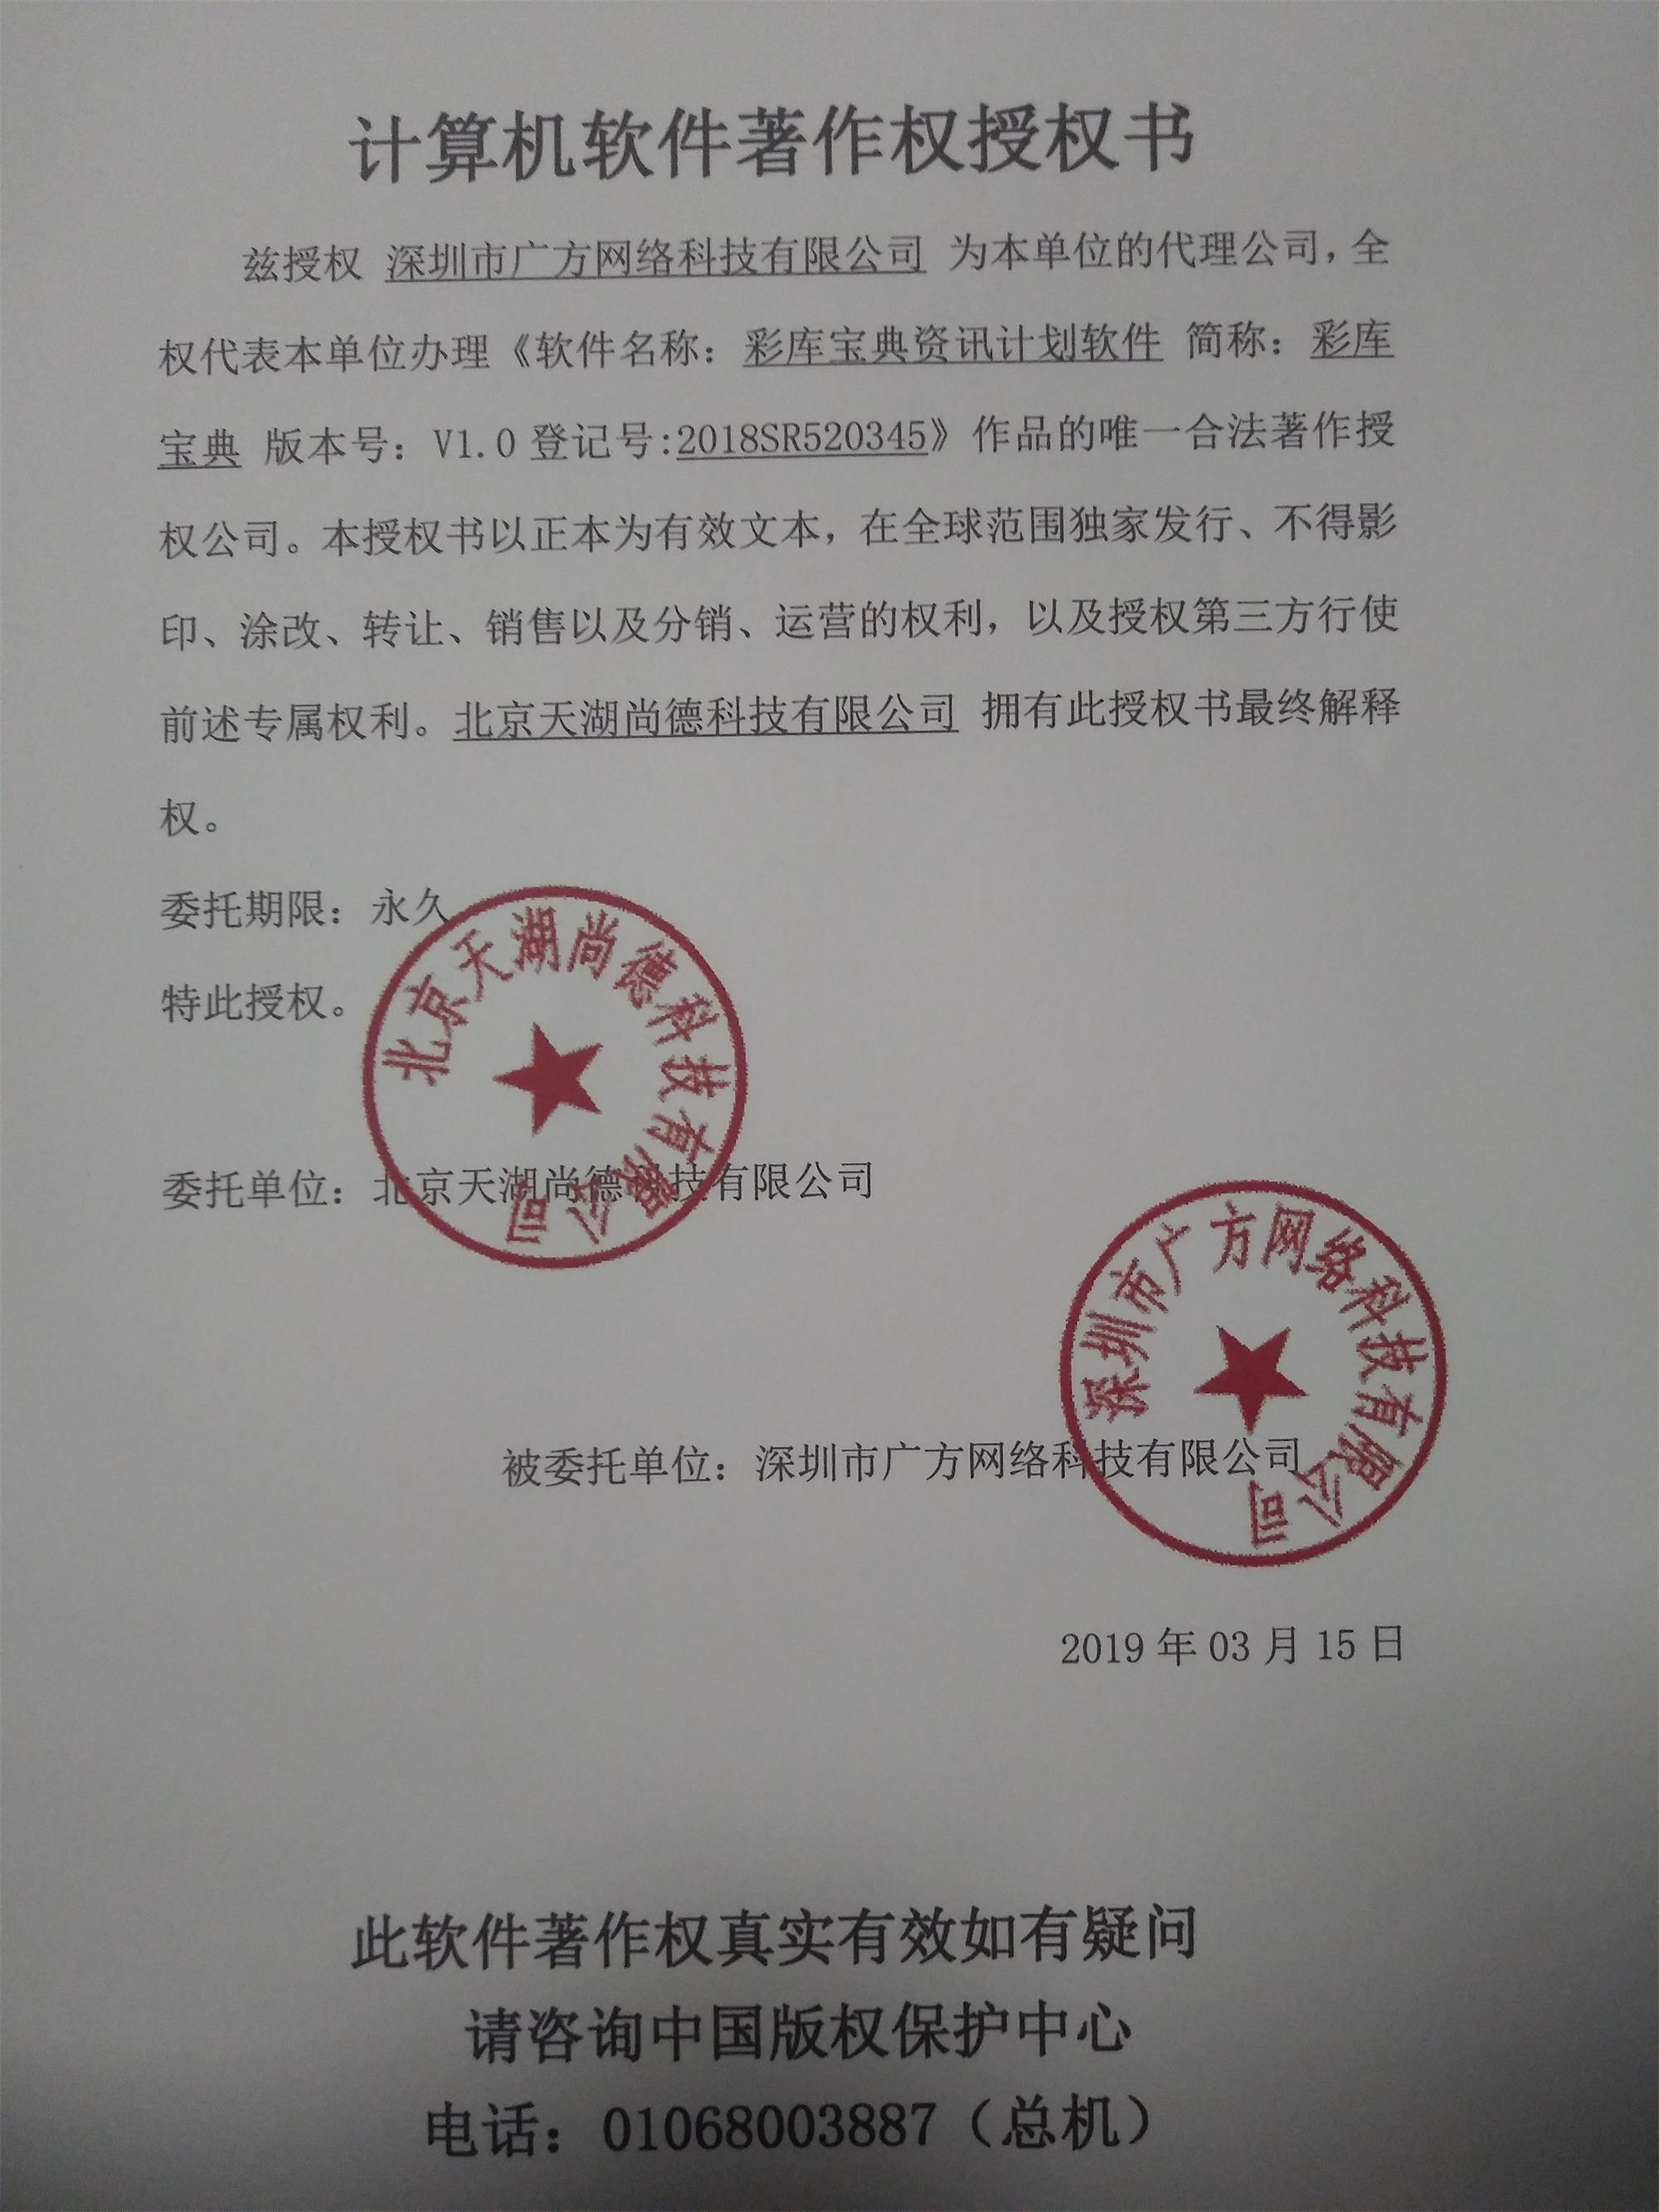 计算机软件著作权授权书
兹授权 深圳市广方网络科技有限公司 为本单位的代理公司，全
权代表本单位办理《软件名称：彩库宝典资讯计划软件 简称：彩库
宝典 版本号：V1.0 登记号:2018SR520345》作品的唯一合法著作授
权公司。本授权书以正本为有效文本，在全球范围独家发行、不得影
印、涂改、转让、销售以及分销、运营的权利，以及授权第三方行使
前述专属权利。北京天湖尚德科技有限公司 拥有此授权书最终解释
权。
委托期限：永久
特此授权。
北京天湖尚德科技有限公司
委托单位：北京天湖尚德科技有限公司
深圳市广方网络科技有限公司
被委托单位：深圳市广方网络科技有限公司
2019 年 03 月 15 日
此软件著作权真实有效如有疑问
请咨询中国版权保护中心
电话：01068003887（总机）